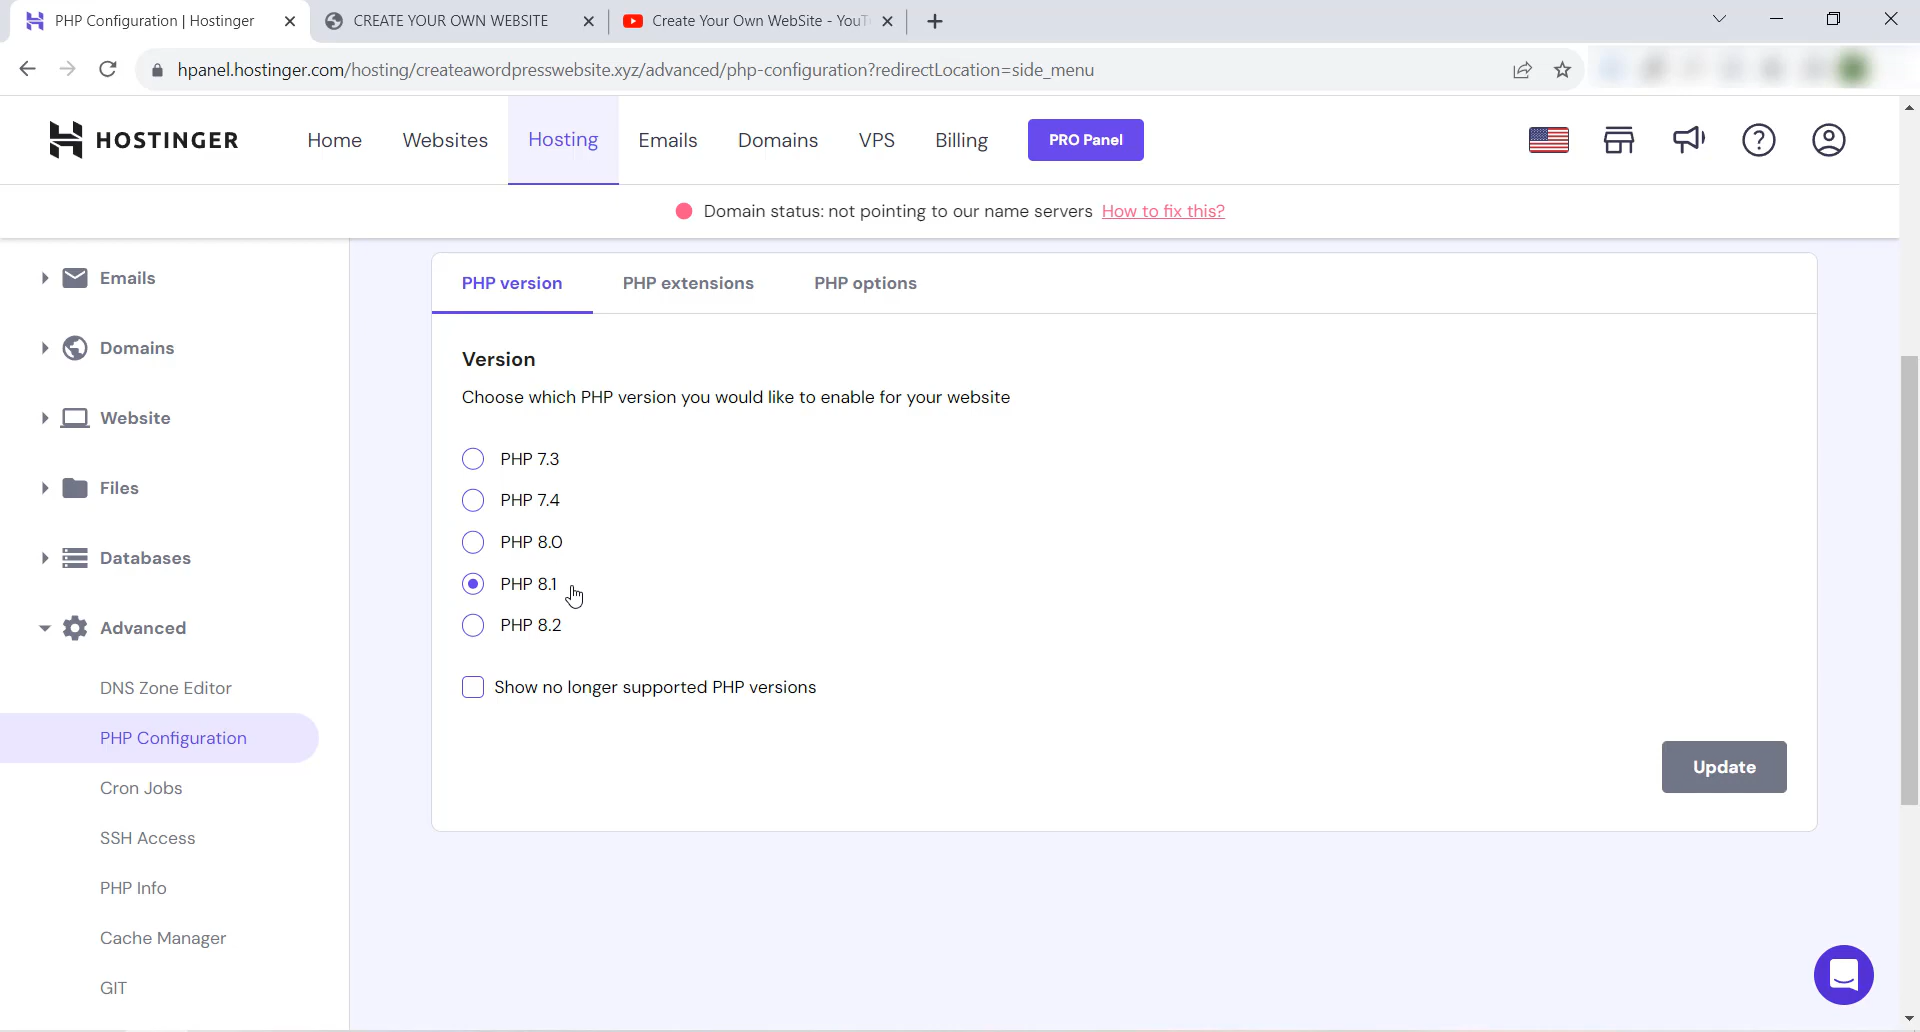 PHP Configuration | Hostinger
CREATE YOUR OWN WEBSITE
Create Your Own WebSite - YouT
hpanel.hostinger.com/hosting/createawordpresswebsite.xyz/advanced/php-configuration?redirectLocation=side_menu
HOSTINGER
Home
Websites
Hosting
Emails
Domains
VPS
Billing
PRO Panel
Domain status: not pointing to our name servers How to fix this?
Emails
Domains
Website
Files
Databases
Advanced
DNS Zone Editor
PHP Configuration
Cron Jobs
SSH Access
PHP Info
Cache Manager
GIT
PHP version
PHP extensions
PHP options
Version
Choose which PHP version you would like to enable for your website
PHP 7.3
PHP 7.4
PHP 8.0
PHP 8.1
PHP 8.2
Show no longer supported PHP versions
Update